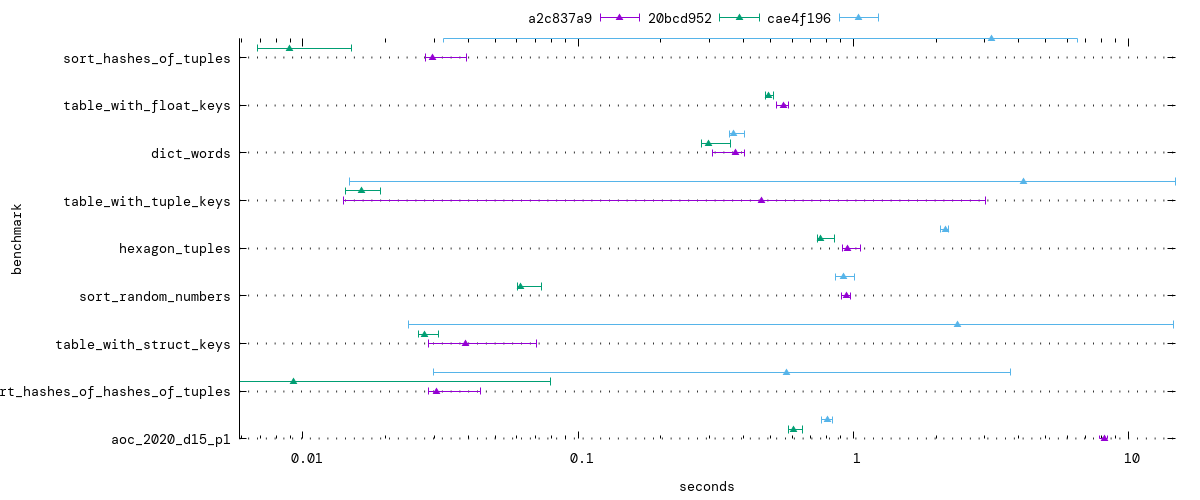 a2c837a9 20bcd952 cae4f196
sort_hashes_of_tuples
table_with_float_keys
dict_words
table_with_tuple_keys
hexagon_tuples
sort_random_numbers
table_with_struct_keys
rt_hashes_of_hashes_of_tuples
aoc_2020_d15_p1
benchmark
0.01 0.1 1 10
seconds